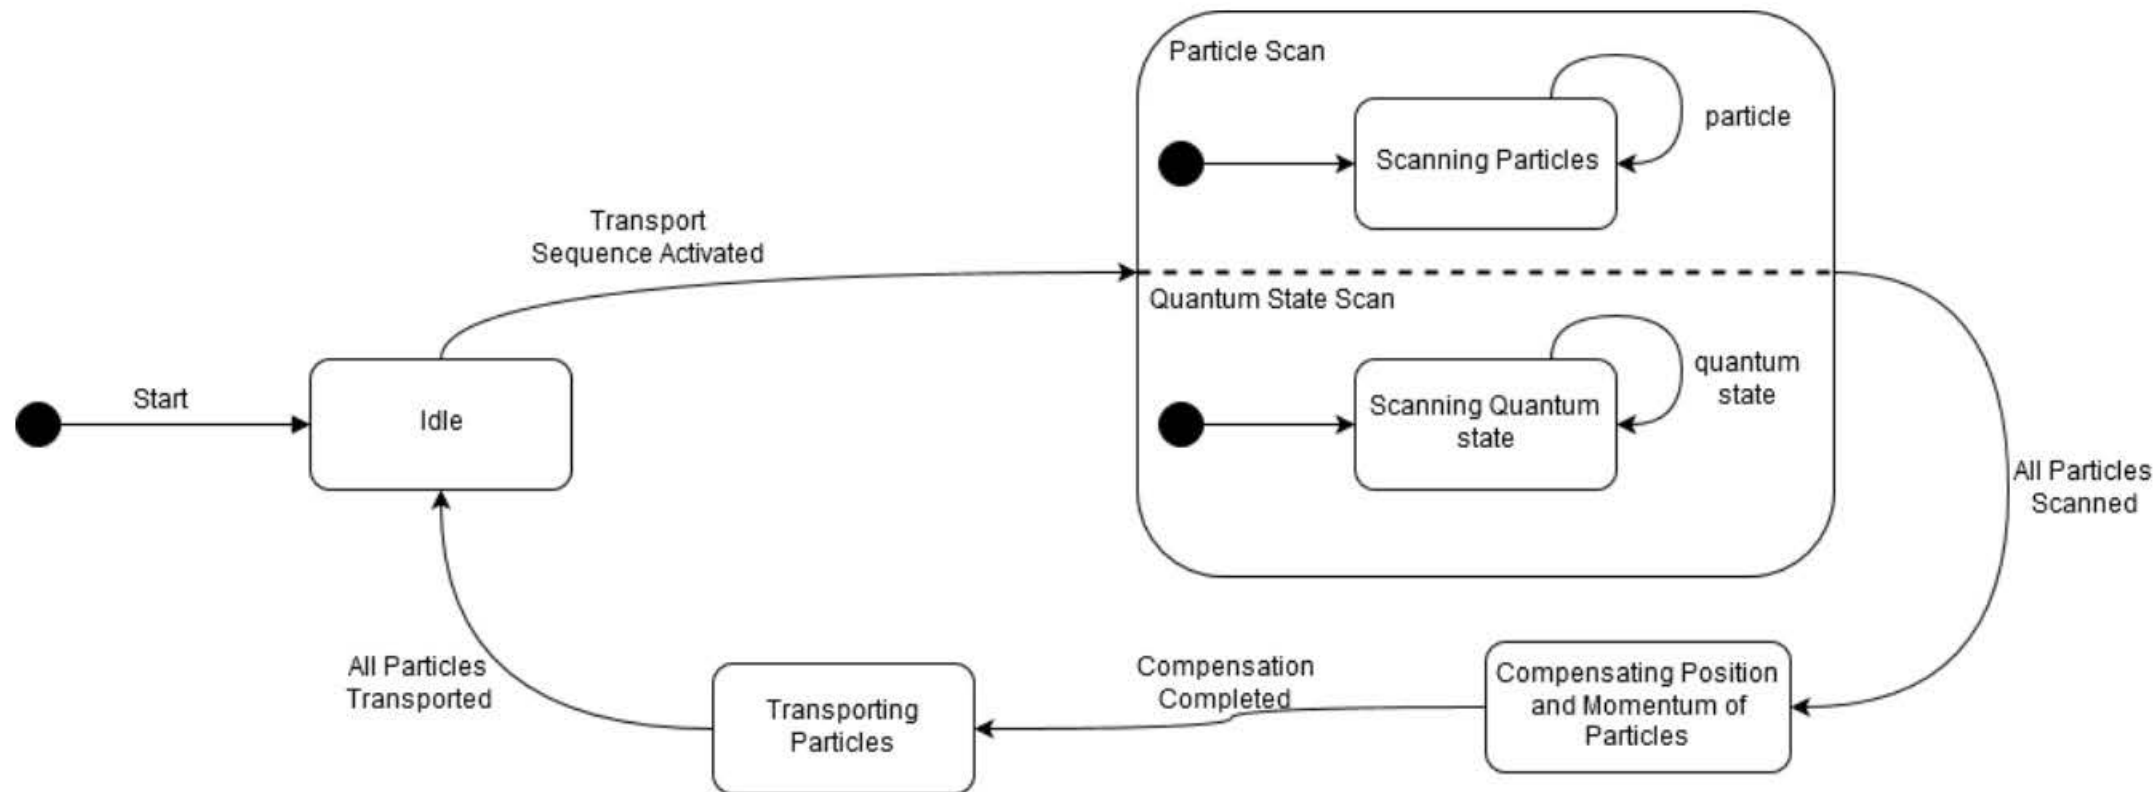 Particle Scan
particle
Scanning Particles
Transport
Sequence Activated
Quantum State Scan
quantum
state
Scanning Quantum
state
Start
Idle
All Particles
Scanned
All Particles
Transported
Compensation
Completed
Compensating Position
and Momentum of
Particles
Transporting
Particles